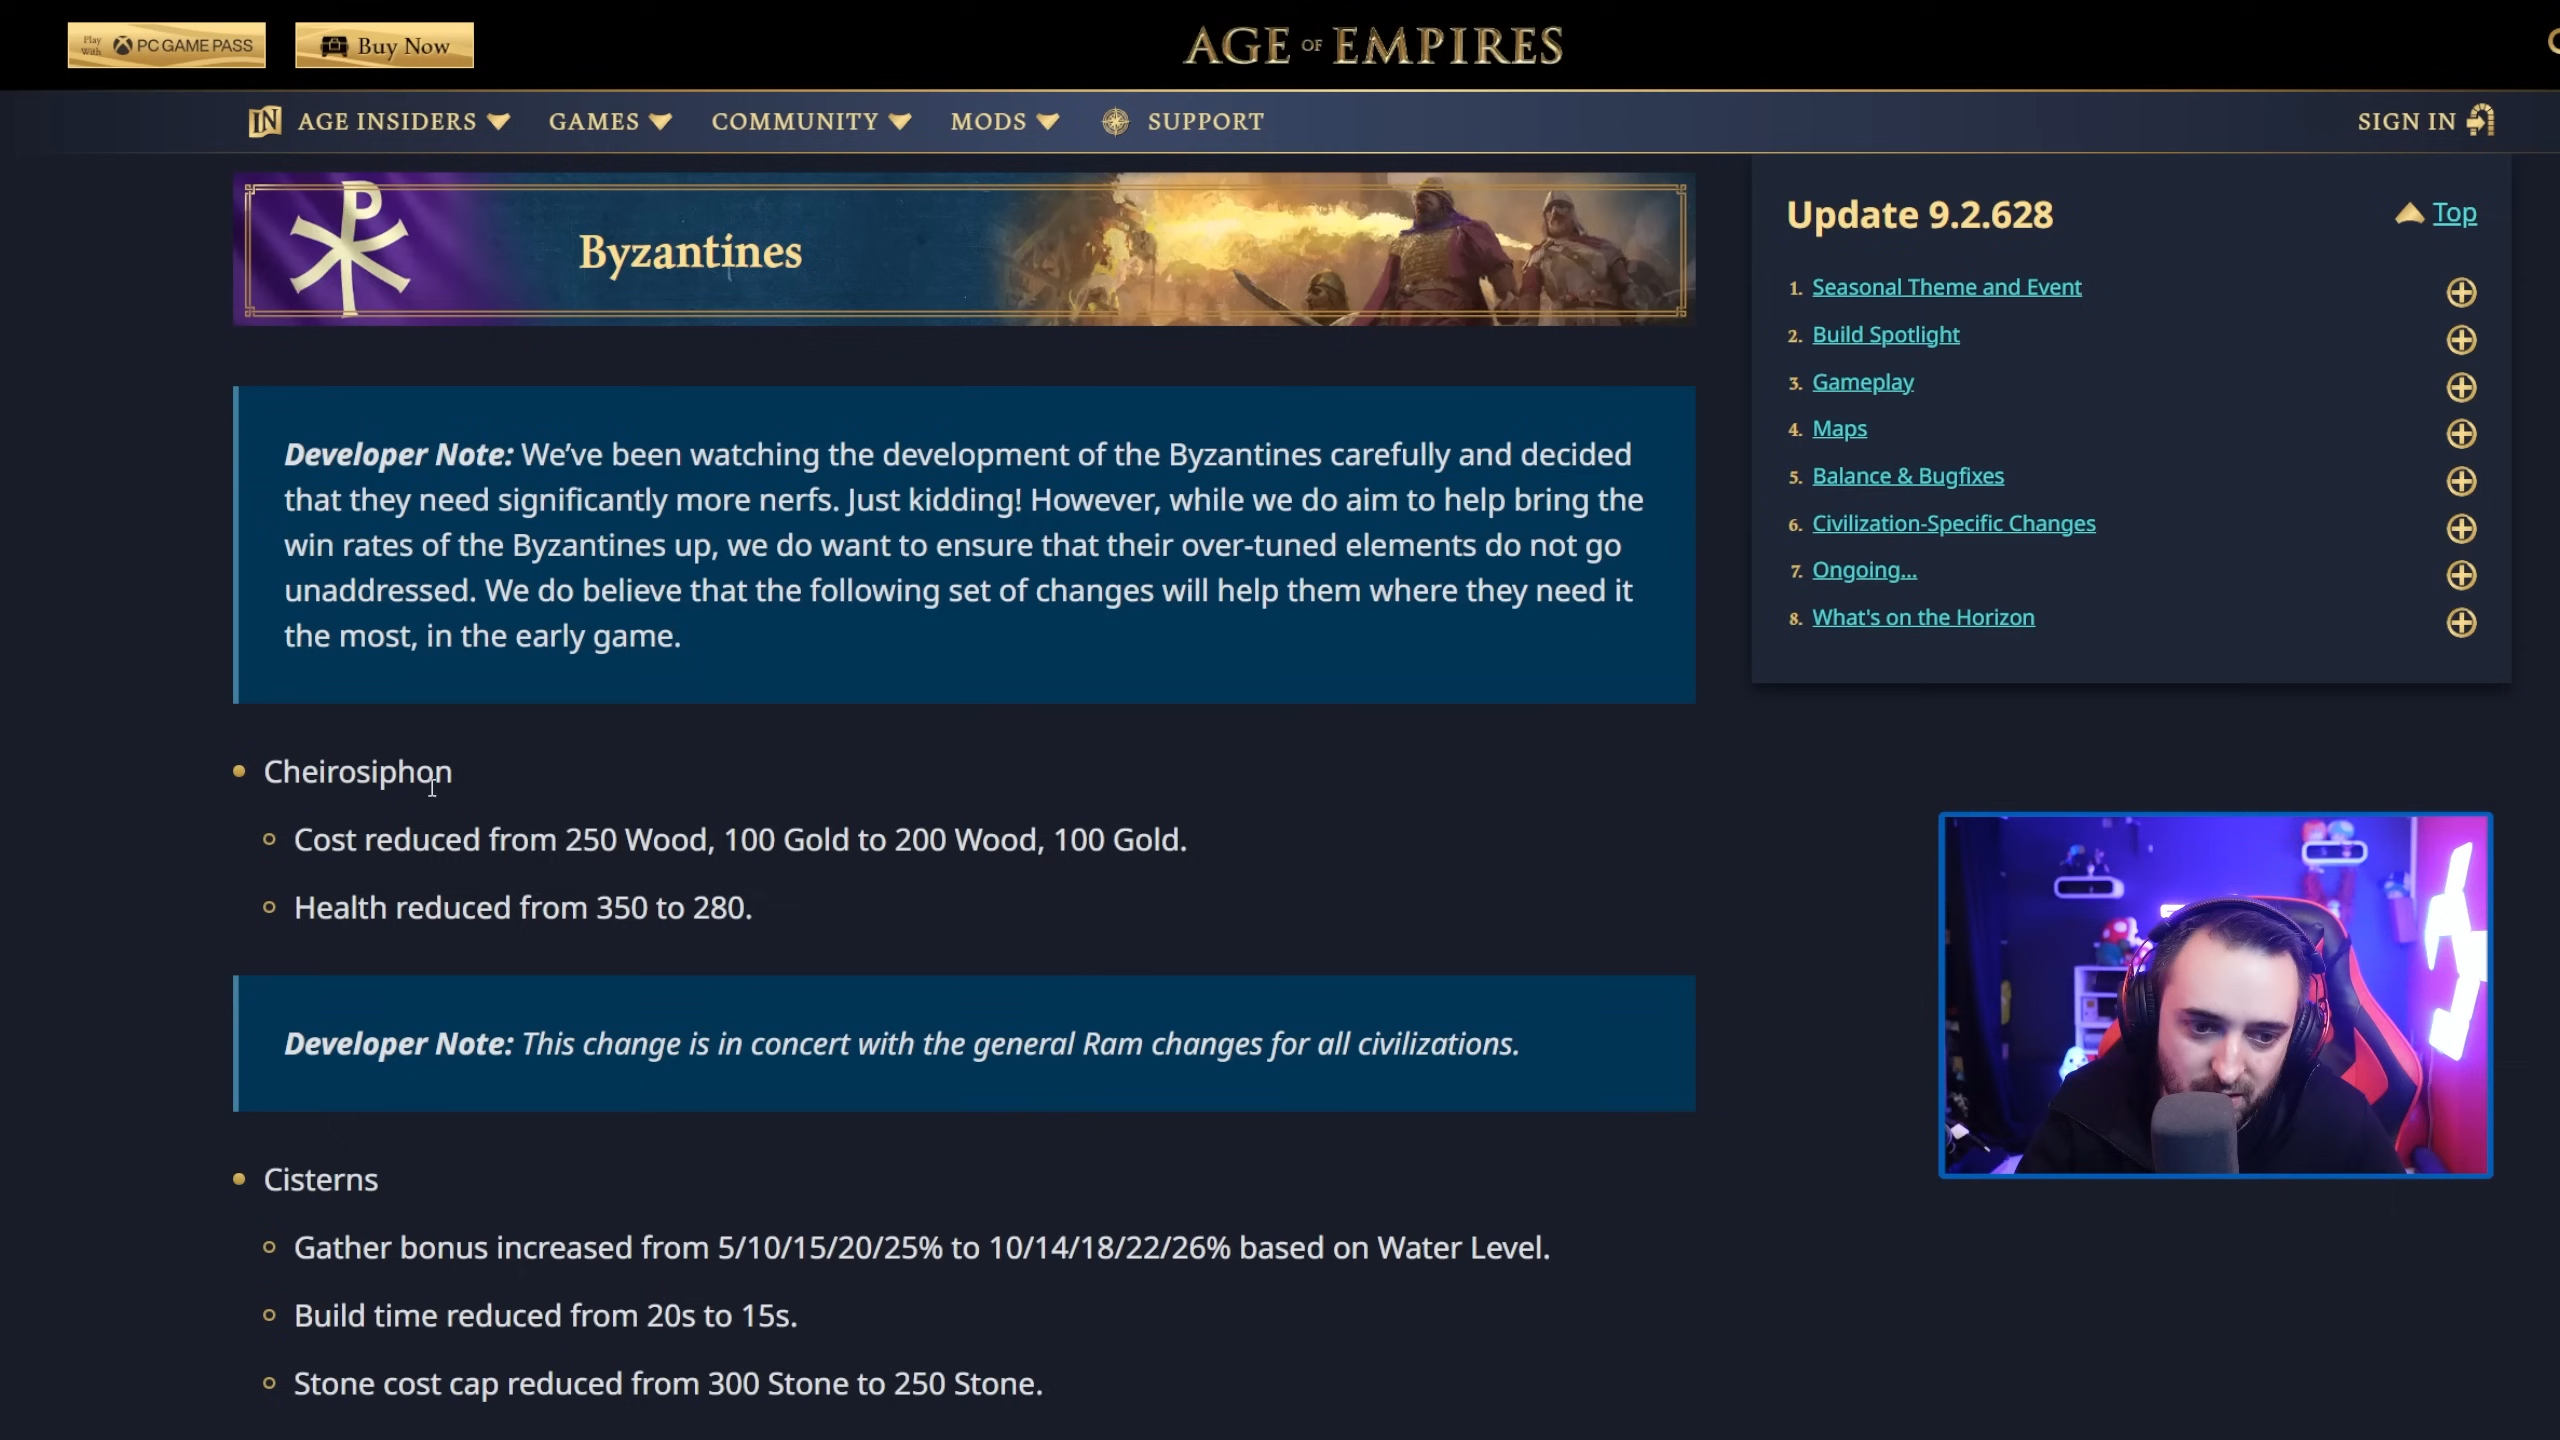 Play With PC GAME PASS
Buy Now
AGE OF EMPIRES
IN AGE INSIDERS
GAMES
COMMUNITY
MODS
SUPPORT
SIGN IN
Byzantines
Developer Note: We’ve been watching the development of the Byzantines carefully and decided
that they need significantly more nerfs. Just kidding! However, while we do aim to help bring the
win rates of the Byzantines up, we do want to ensure that their over-tuned elements do not go
unaddressed. We do believe that the following set of changes will help them where they need it
the most, in the early game.
Cheirosiphon
Cost reduced from 250 Wood, 100 Gold to 200 Wood, 100 Gold.
Health reduced from 350 to 280.
Developer Note: This change is in concert with the general Ram changes for all civilizations.
Cisterns
Gather bonus increased from 5/10/15/20/25% to 10/14/18/22/26% based on Water Level.
Build time reduced from 20s to 15s.
Stone cost cap reduced from 300 Stone to 250 Stone.
Update 9.2.628
Top
1. Seasonal Theme and Event
2. Build Spotlight
3. Gameplay
4. Maps
5. Balance & Bugfixes
6. Civilization-Specific Changes
7. Ongoing...
8. What's on the Horizon